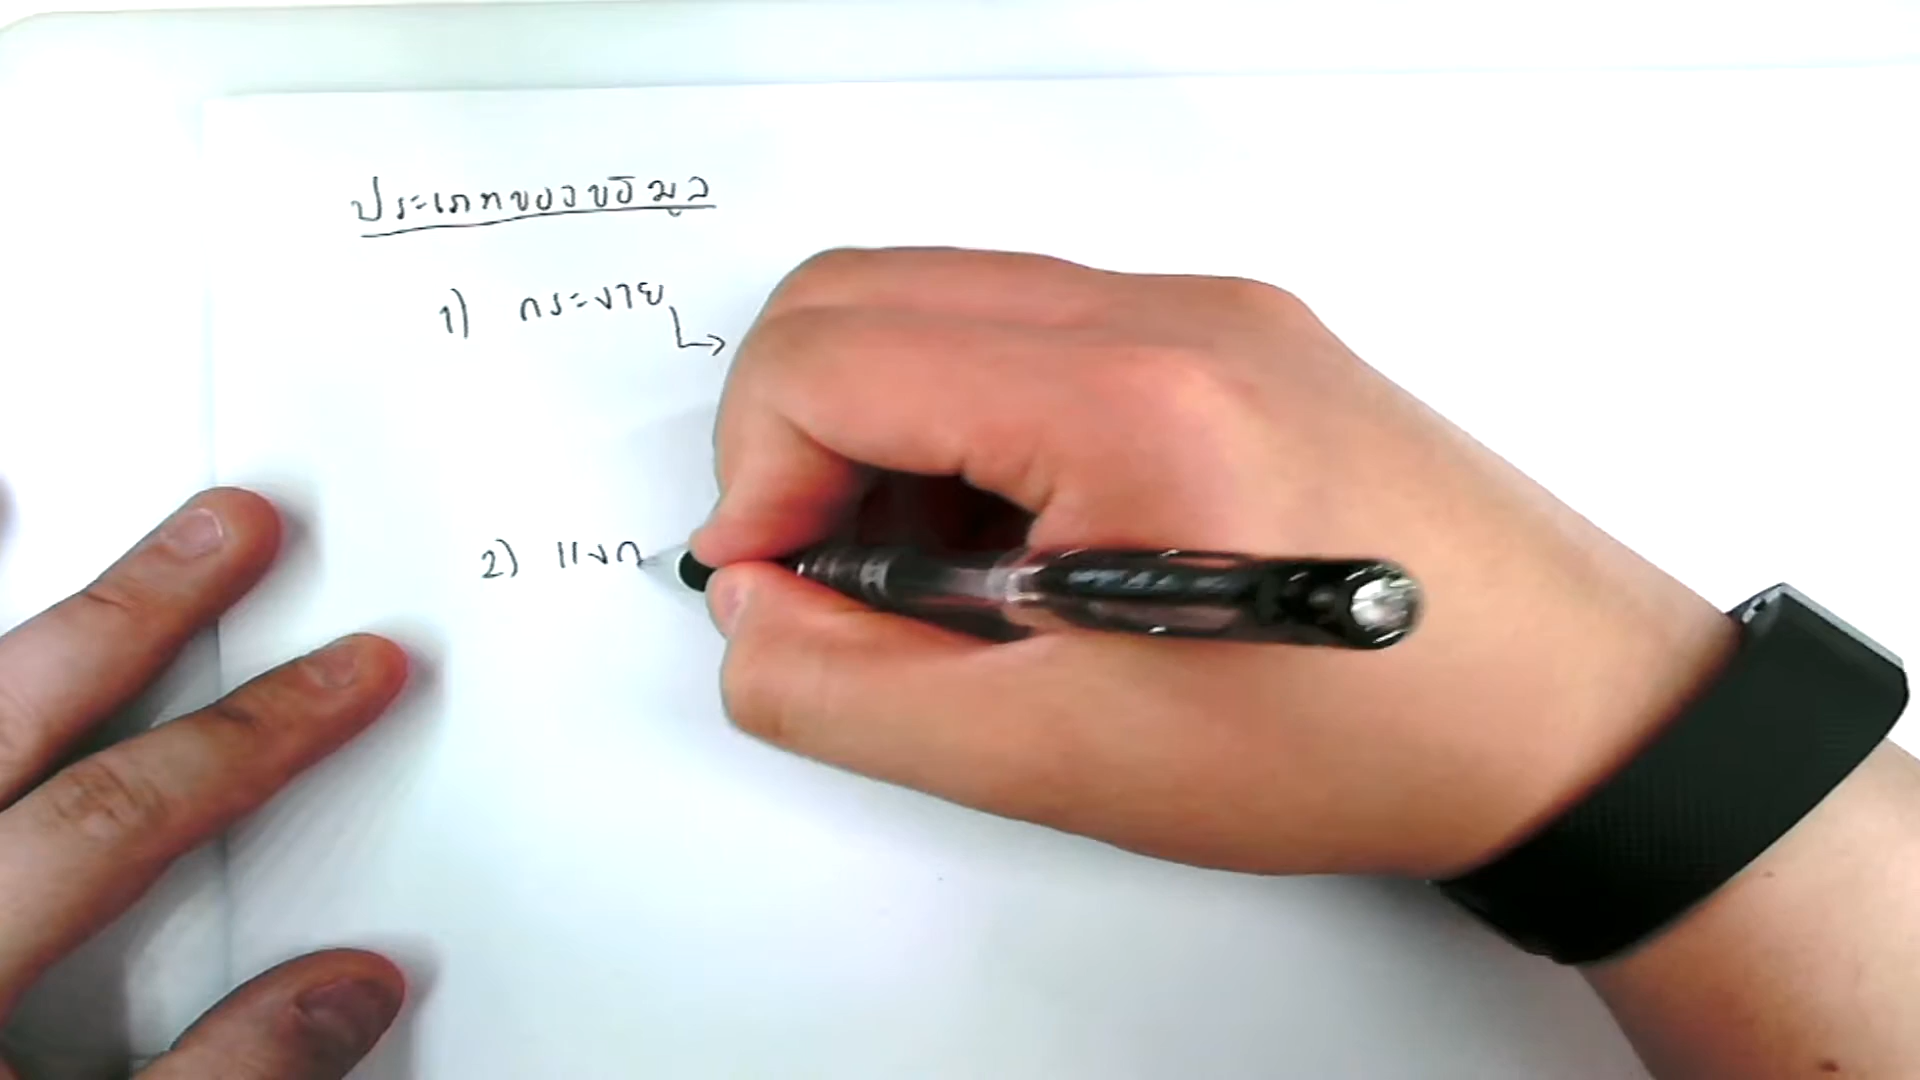 ประเภทของข้อมูล
1) กระจาย
2) แจก